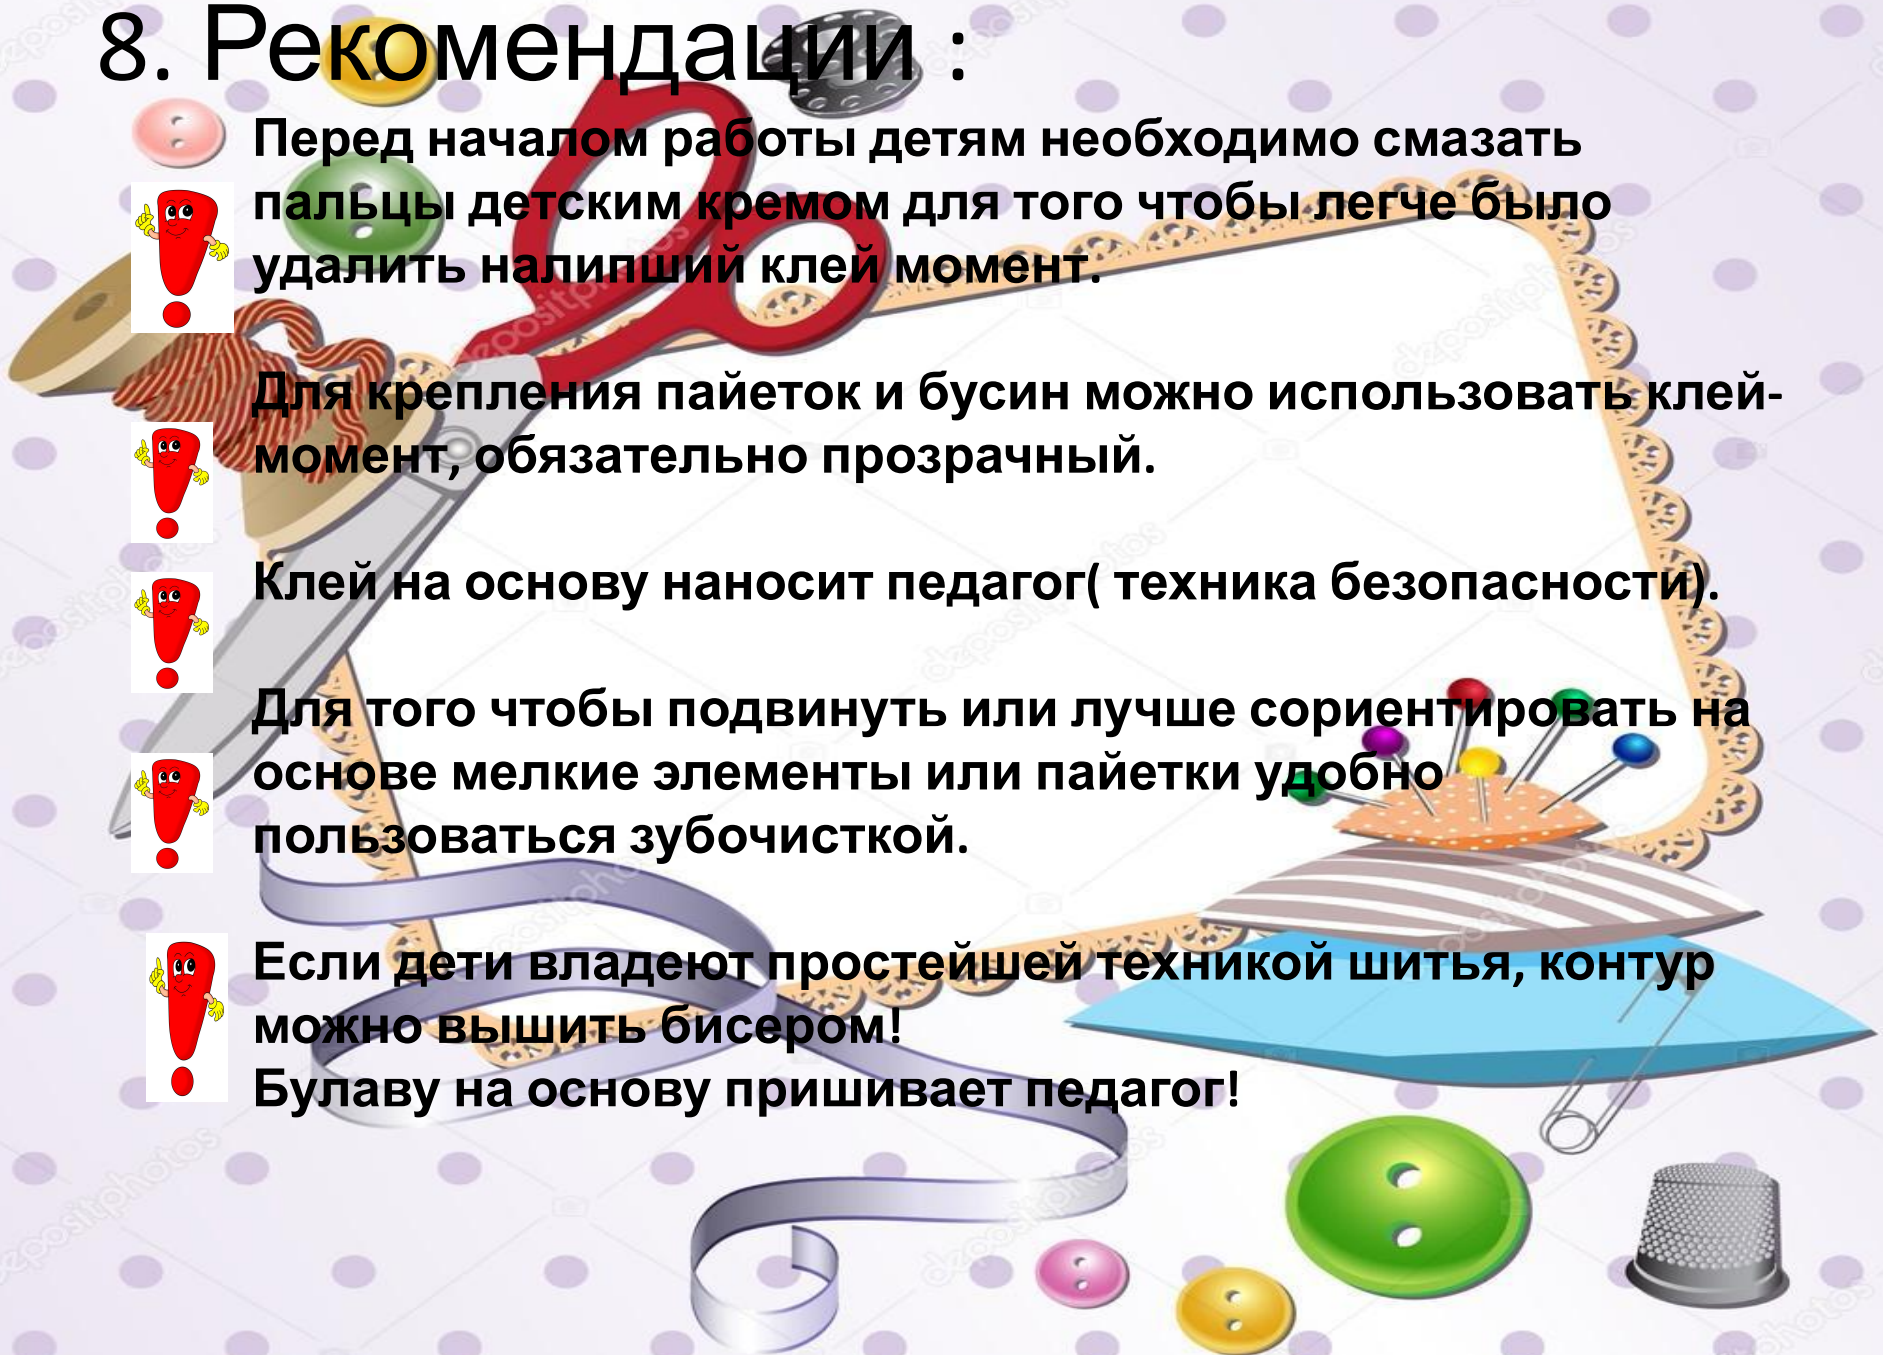 8. Рекомендации :
Перед началом работы детям необходимо смазать
пальцы детским кремом для того чтобы легче было
удалить налипший клей момент.
Для крепления пайеток и бусин можно использовать клей-
момент, обязательно прозрачный.
Клей на основу наносит педагог( техника безопасности).
Для того чтобы подвинуть или лучше сориентировать на
основе мелкие элементы или пайетки удобно
пользоваться зубочисткой.
Если дети владеют простейшей техникой шитья, контур
можно вышить бисером!
Булаву на основу пришивает педагог!